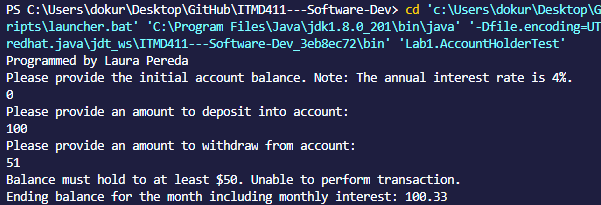 PS C:\Users\dokur\Desktop\GitHub\ITMD411---Software-Dev> cd 'c:\Users\dokur\Desktop\G
ripts\launcher.bat' 'C:\Program Files\Java\jdk1.8.0_201\bin\java' '-Dfile.encoding=UT
redhat.java\jdt_ws\ITMD411---Software-Dev_3eb8ec72\bin' 'Lab1.AccountHolderTest'
Programmed by Laura Pereda
Please provide the initial account balance. Note: The annual interest rate is 4%.
0
Please provide an amount to deposit into account:
100
Please provide an amount to withdraw from account:
51
Balance must hold to at least $50. Unable to perform transaction.
Ending balance for the month including monthly interest: 100.33